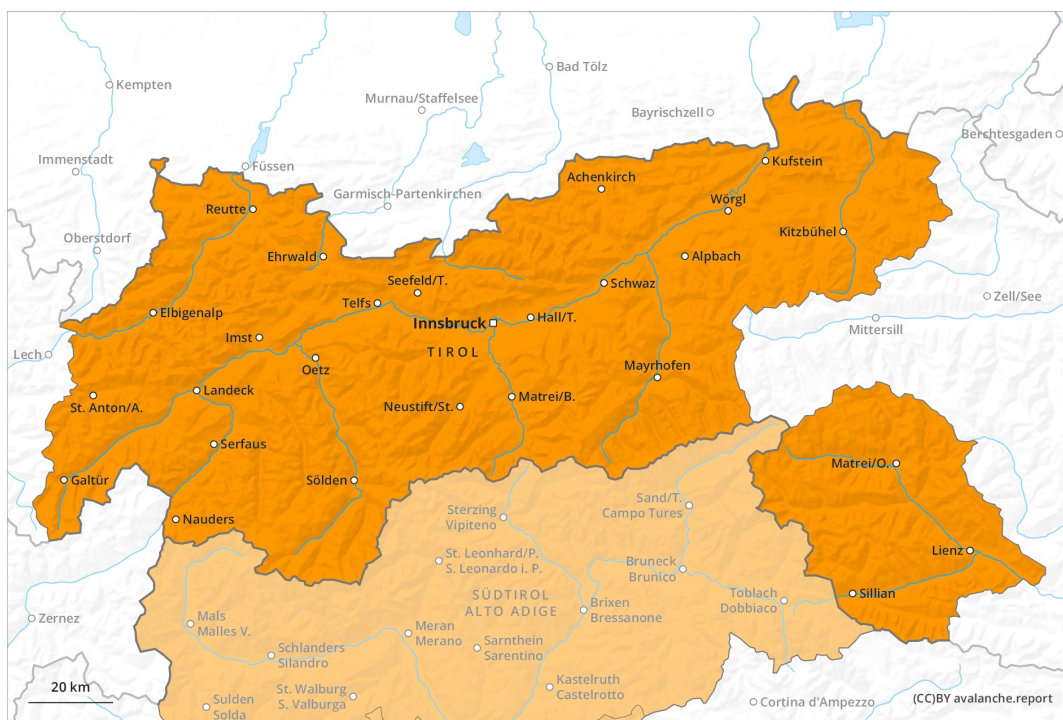 Kempten
Bad Tölz
Murnau/Staffelsee
Bayrischzell
Berchtesgaden
Immenstadt
Füssen
Kufstein
Achenkirch
Garmisch-Partenkirchen
Wörgl
Reutte
Kitzbühel
Oberstdorf
Ehrwald
Alpbach
Seefeld/T.
Schwaz
Zell/See
Telfs
Elbigenalp
Hall/T.
Innsbruck
Mittersill
Imst
TIROL
Lech
Oetz
Mayrhofen
Landeck
Matrei/B.
St. Anton/A.
Neustift/St.
Serfaus
Matrei/O.
Galtür
Sölden
Sand/T.
Campo Tures
Sterzing
Vipiteno
Nauders
Lienz
St. Leonhard/P.
S. Leonardo i. P.
Bruneck
Brunico
SÜDTIROL
ALTO ADIGE
Toblach
Dobbiaco
Sillian
Brixen
Bressanone
Zernez
Mals
Malles V.
Meran
Merano
Sarnthein
Sarentino
Schlanders
Silandro
20 km
Kastelruth
Castelrotto
St. Walburg
S. Valburga
Sulden
Solda
Cortina d'Ampezzo
(CC)BY avalanche.report